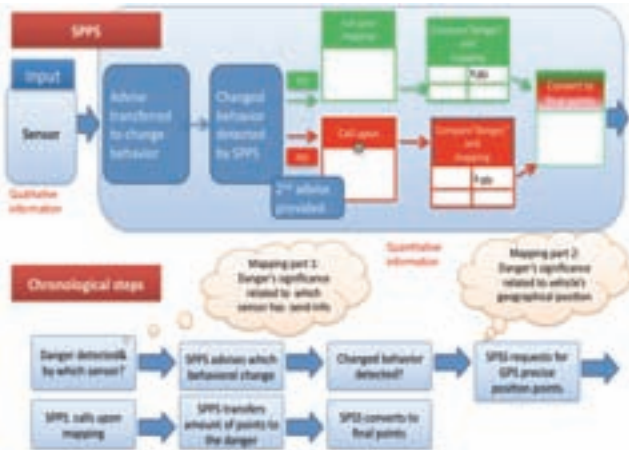 SPPS
Input
Sensor
Qualitative
information
Advise
transferred
to change
behavior
Changed
behavior
detected
by SPPS
2nd advise
provided
Call upon
mapping
Call upon
Compare "Danger"
and
mapping
Compare "Danger"
and
mapping
Convert to
final points
Quantitative
information
Chronological steps
Mapping part 1:
Danger's significance
related to which
sensor has send info
Mapping part 2:
Danger's significance
related to vehicle's
geographical position
Danger detected&
by which sensor?
SPPS advises which
behavioral change
Changed behavior
detected?
SPSS requests for
GPS precise
position points.
SPPS calls upon
mapping
SPPS transfers
amount of points to
the danger
SPSS converts to
final points